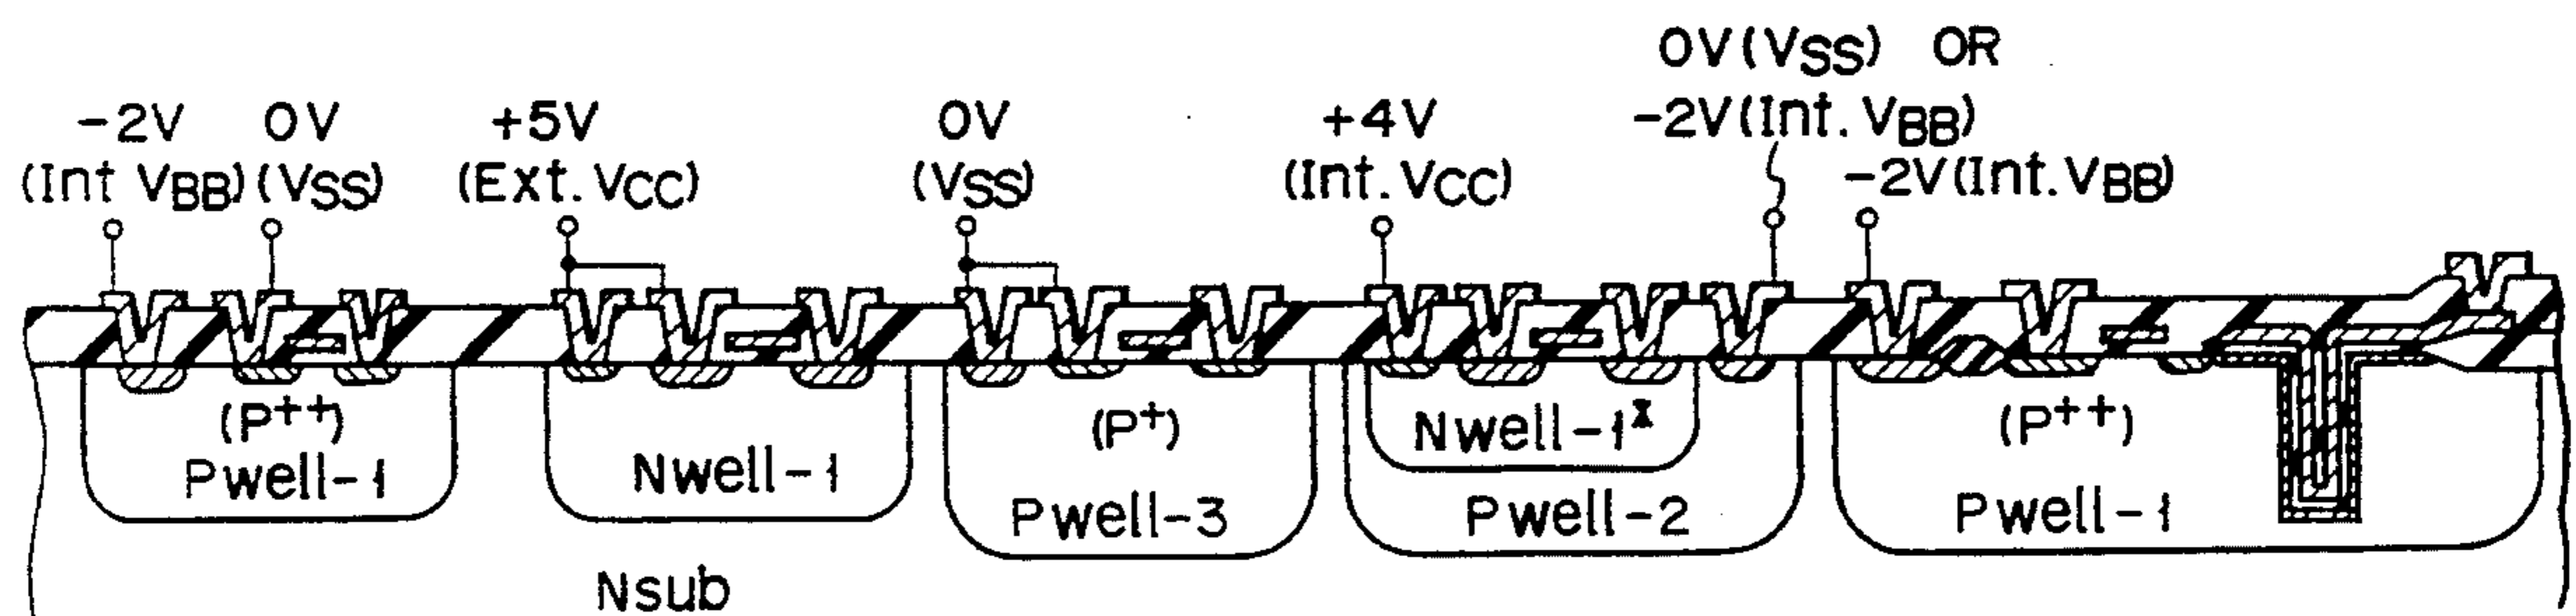 0V(VSS) OR
-2V(Int. VBB)
-2V 0V
(Int VBB) (VSS)
+5V
(Ext. VCC)
0V
(VSS)
+4V
(Int. VCC)
-2V(Int. VBB)
(P++)
Pwell-1
Nwell-1
(P+)
Pwell-3
Nwell-1*
Pwell-2
(P++)
Pwell-1
Nsub